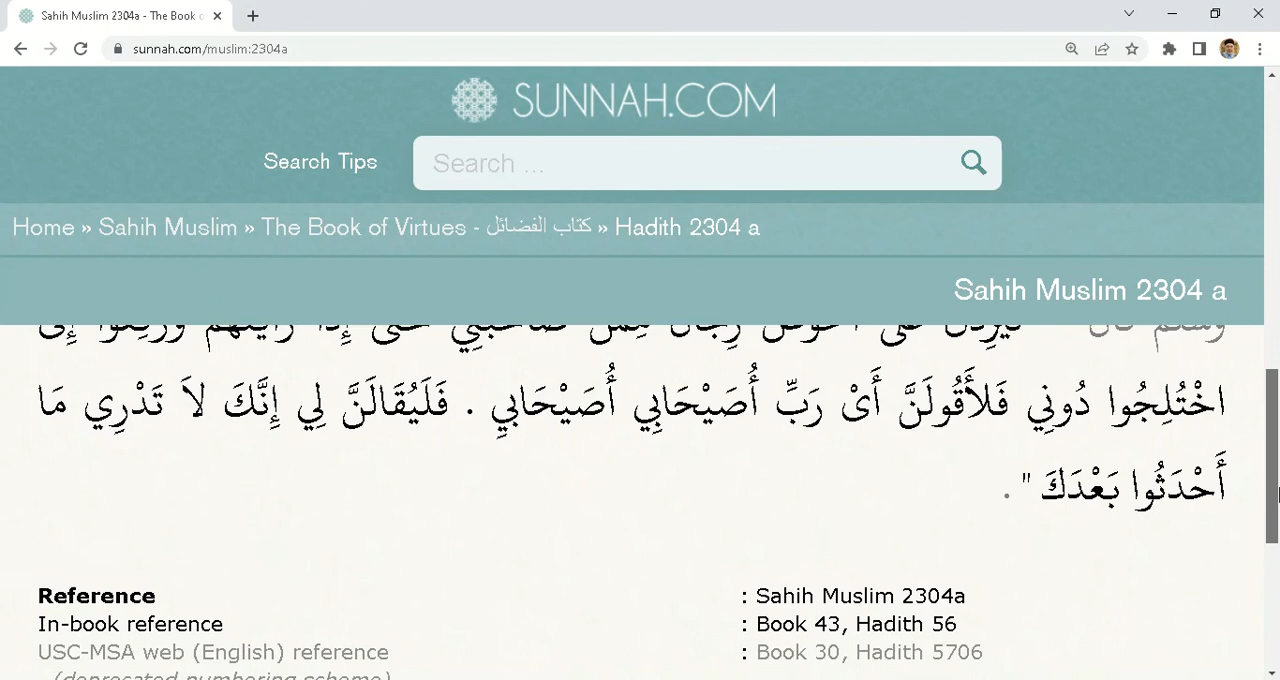 Sahih Muslim 2304a - The Book o
sunnah.com/muslim:2304a
SUNNAH.COM
Search Tips
Search ...
Home » Sahih Muslim » The Book of Virtues - كتاب الفضائل » Hadith 2304 a
Sahih Muslim 2304 a
اخْتُلِجُوا دُونِي فَلأَقُولَنَّ أَىْ رَبِّ أُصَيْحَابِي أُصَيْحَابِي . فَلَيُقَالَنَّ لِي إِنَّكَ لاَ تَدْرِي مَا
أَحْدَثُوا بَعْدَكَ " .
Reference : Sahih Muslim 2304a
In-book reference : Book 43, Hadith 56
USC-MSA web (English) reference : Book 30, Hadith 5706
(deprecated numbering scheme)